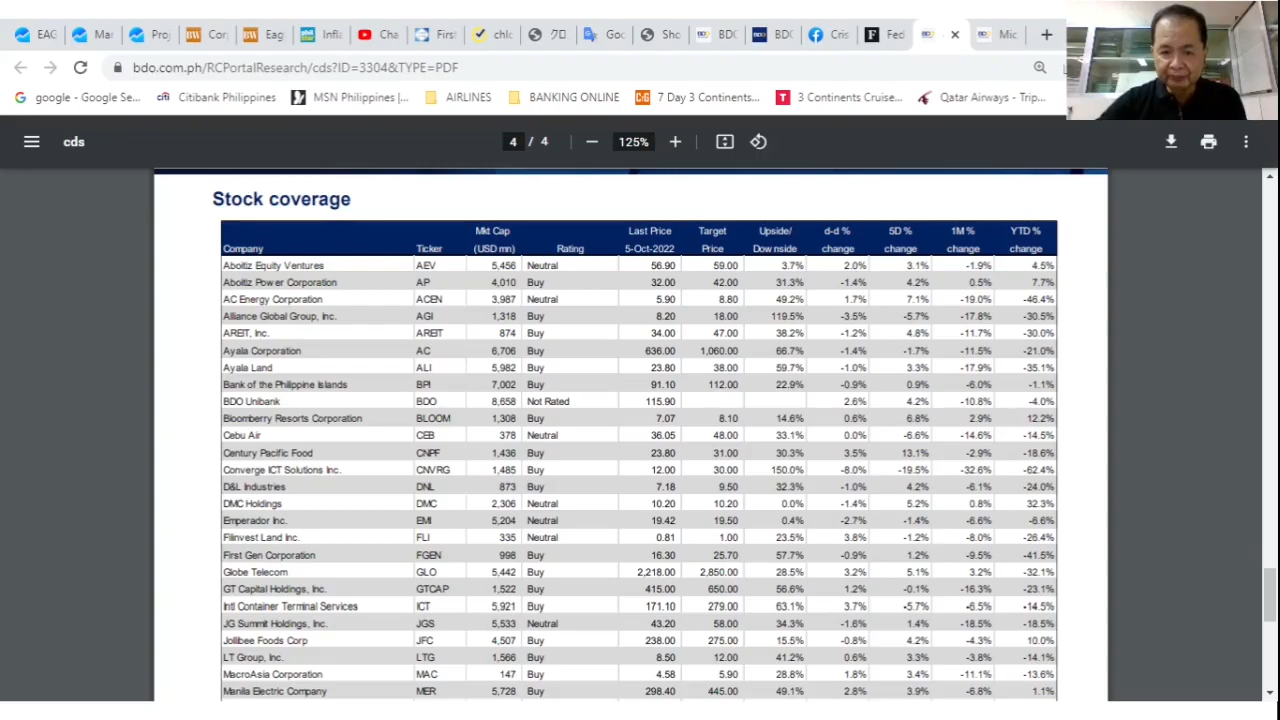 EAG Mar Proj Cor Eag Infla Cha First chlo クロ Goo Sho BDC BDC Cris Fed Mic
bdo.com.ph/RCPortalResearch/cds?ID=3304&TYPE=PDF
google - Google Se... Citibank Philippines MSN Philippines |... AIRLINES BANKING ONLINE 7 Day 3 Continents... 3 Continents Cruise... Qatar Airways - Trip...
cds 4 / 4 125%
Stock coverage
Mkt Cap Last Price Target Upside/ d-d % 5D % 1M % YTD %
Company Ticker (USD mn) Rating 5-Oct-2022 Price Downside change change change change
Aboitiz Equity Ventures AEV 5,456 Neutral 56.90 59.00 3.7% 2.0% 3.1% -1.9% 4.5%
Aboitiz Power Corporation AP 4,010 Buy 32.00 42.00 31.3% -1.4% 4.2% 0.5% 7.7%
AC Energy Corporation ACEN 3,987 Neutral 5.90 8.80 49.2% 1.7% 7.1% -19.0% -46.4%
Alliance Global Group, Inc. AGI 1,318 Buy 8.20 18.00 119.5% -3.5% -5.7% -17.8% -30.5%
AREIT, Inc. AREIT 874 Buy 34.00 47.00 38.2% -1.2% 4.8% -11.7% -30.0%
Ayala Corporation AC 6,706 Buy 636.00 1,060.00 66.7% -1.4% -1.7% -11.5% -21.0%
Ayala Land ALI 5,982 Buy 23.80 38.00 59.7% -1.0% 3.3% -17.9% -35.1%
Bank of the Philippine Islands BPI 7,002 Buy 91.10 112.00 22.9% -0.9% 0.9% -6.0% -1.1%
BDO Unibank BDO 8,658 Not Rated 115.90 2.6% 4.2% -10.8% -4.0%
Bloomberry Resorts Corporation BLOOM 1,308 Buy 7.07 8.10 14.6% 0.6% 6.8% 2.9% 12.2%
Cebu Air CEB 378 Neutral 36.05 48.00 33.1% 0.0% -6.6% -14.6% -14.5%
Century Pacific Food CNPF 1,436 Buy 23.80 31.00 30.3% 3.5% 13.1% -2.9% -18.6%
Converge ICT Solutions Inc. CNVRG 1,485 Buy 12.00 30.00 150.0% -8.0% -19.5% -32.6% -62.4%
D&L Industries DNL 873 Buy 7.18 9.50 32.3% -1.0% 4.2% -6.1% -24.0%
DMC Holdings DMC 2,306 Neutral 10.20 10.20 0.0% -1.4% 5.2% 0.8% 32.3%
Emperador Inc. EMI 5,204 Neutral 19.42 19.50 0.4% -2.7% -1.4% -6.6% -6.6%
Filinvest Land Inc. FLI 335 Neutral 0.81 1.00 23.5% 3.8% -1.2% -8.0% -26.4%
First Gen Corporation FGEN 998 Buy 16.30 25.70 57.7% -0.9% 1.2% -9.5% -41.5%
Globe Telecom GLO 5,442 Buy 2,218.00 2,850.00 28.5% 3.2% 5.1% 3.2% -32.1%
GT Capital Holdings, Inc. GTCAP 1,522 Buy 415.00 650.00 56.6% 1.2% -0.1% -16.3% -23.1%
Intl Container Terminal Services ICT 5,921 Buy 171.10 279.00 63.1% 3.7% -5.7% -6.5% -14.5%
JG Summit Holdings, Inc. JGS 5,533 Neutral 43.20 58.00 34.3% -1.6% 1.4% -18.5% -18.5%
Jollibee Foods Corp JFC 4,507 Buy 238.00 275.00 15.5% -0.8% 4.2% -4.3% 10.0%
LT Group, Inc. LTG 1,566 Buy 8.50 12.00 41.2% 0.6% 3.3% -3.8% -14.1%
MacroAsia Corporation MAC 147 Buy 4.58 5.90 28.8% 1.8% 3.4% -11.1% -13.6%
Manila Electric Company MER 5,728 Buy 298.40 445.00 49.1% 2.8% 3.9% -6.8% 1.1%